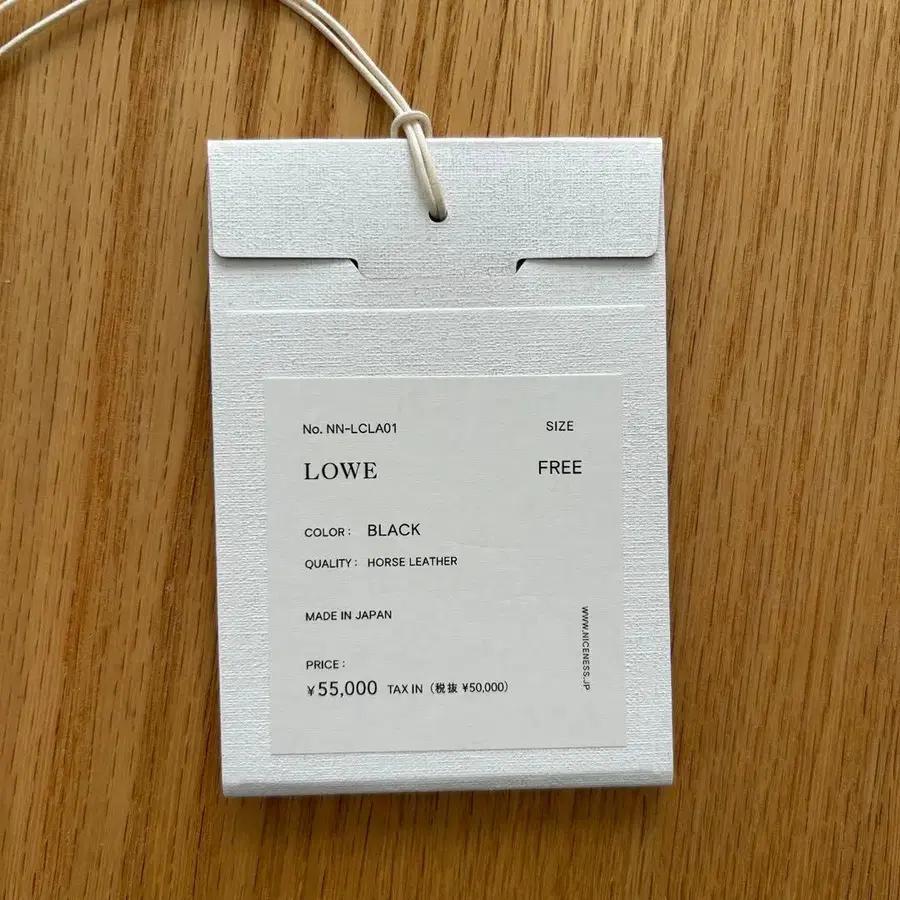 No. NN-LCLA01
SIZE
LOWE
FREE
COLOR : BLACK
QUALITY : HORSE LEATHER
MADE IN JAPAN
WWW.NICENESS.JP
PRICE :
¥55,000 TAX IN (税抜 ¥50,000)